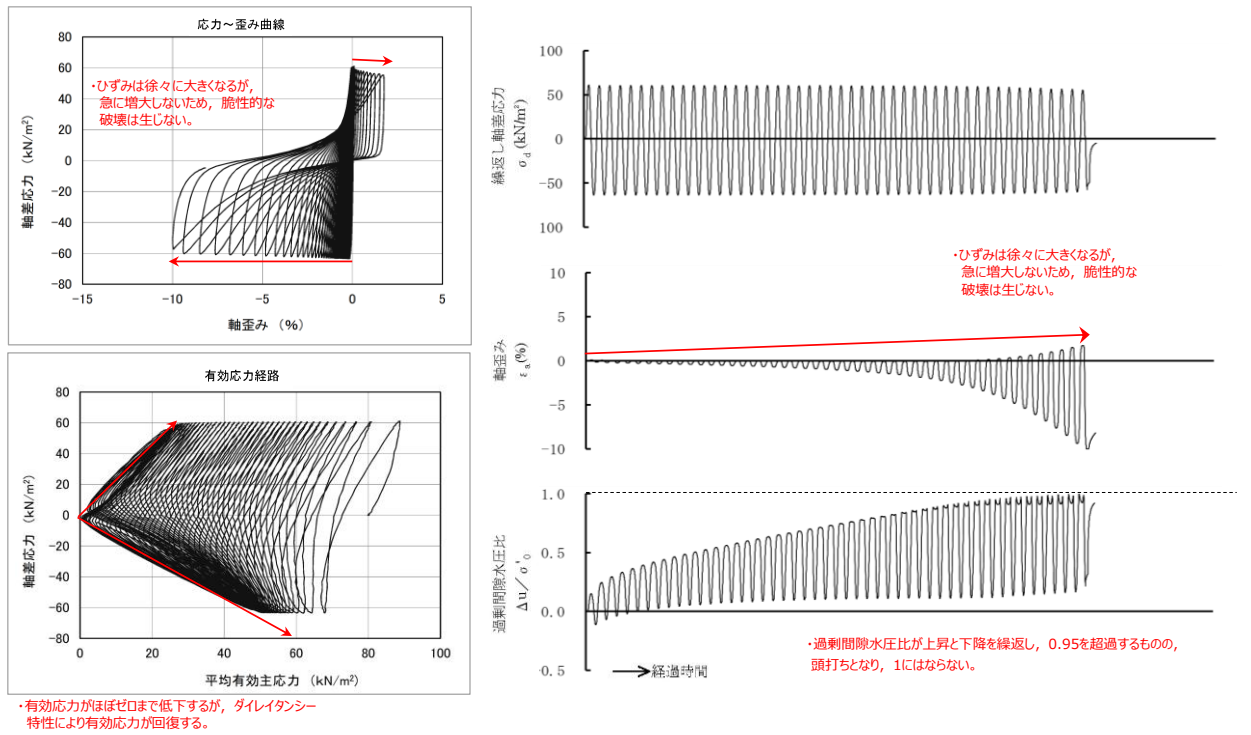 応力～歪み曲線
80
60
40
20
0
-20
-40
-60
-80
軸差応力 (kN/m²)
・ひずみは徐々に大きくなるが，
急に増大しないため，脆性的な
破壊は生じない。
-15
-10
-5
0
5
軸歪み (%)
有効応力経路
80
60
40
20
0
-20
-40
-60
-80
軸差応力 (kN/m²)
0
20
40
60
80
100
平均有効主応力 (kN/m²)
・有効応力がほぼゼロまで低下するが，ダイレイタンシー
特性により有効応力が回復する。
100
50
0
-50
100
繰返し軸差応力
σd (kN/m²)
・ひずみは徐々に大きくなるが，
急に増大しないため，脆性的な
破壊は生じない。
10
5
0
-5
-10
軸歪み
εa(%)
1.0
0.5
0.0
-0.5
過剰間隙水圧比
Δu/σ'0
・過剰間隙水圧比が上昇と下降を繰返し，0.95を超過するものの，
頭打ちとなり，1にはならない。
経過時間